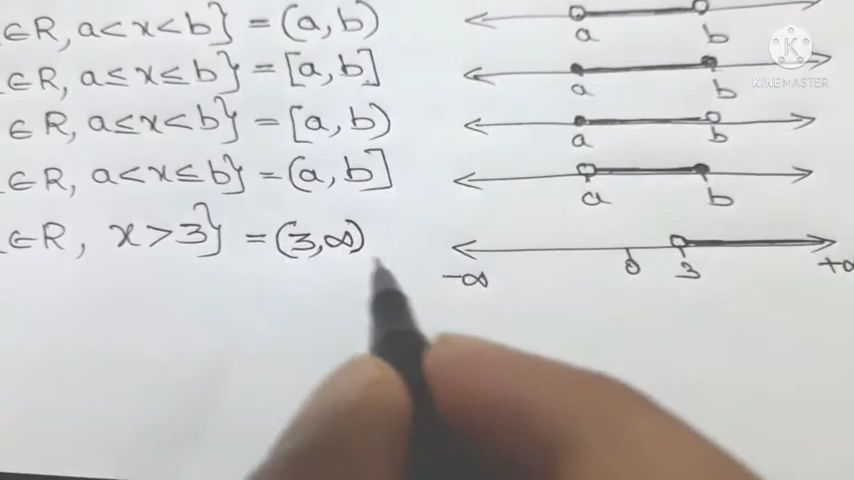 ∈R, a<x<b} = (a, b)
a b
∈R, a≤x≤b} = [a, b]
a b
∈R, a≤x<b} = [a, b)
a b
∈R, a<x≤b} = (a, b]
a b
∈R, x>3} = (3,∞)
-∞ 0 3 +∞
K
KINEMASTER